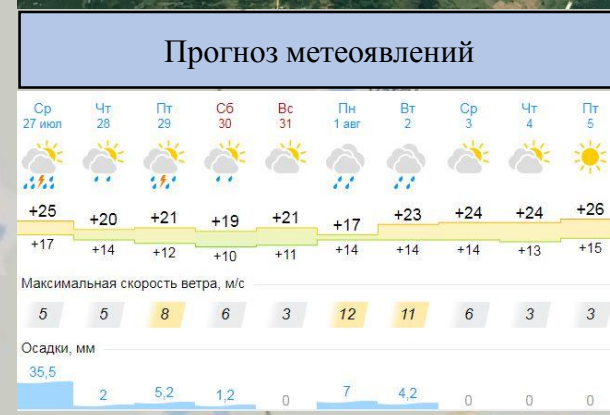 Прогноз метеоявлений
Ср Чт Пт Сб Вс Пн Вт Ср Чт Пт
27 июл 28 29 30 31 1 авг 2 3 4 5
+25 +20 +21 +19 +21 +17 +23 +24 +24 +26
+17 +14 +12 +10 +11 +14 +14 +14 +13 +15
Максимальная скорость ветра, м/с
5 5 8 6 3 12 11 6 3 3
Осадки, мм
35,5 2 5,2 1,2 0 7 4,2 0 0 0